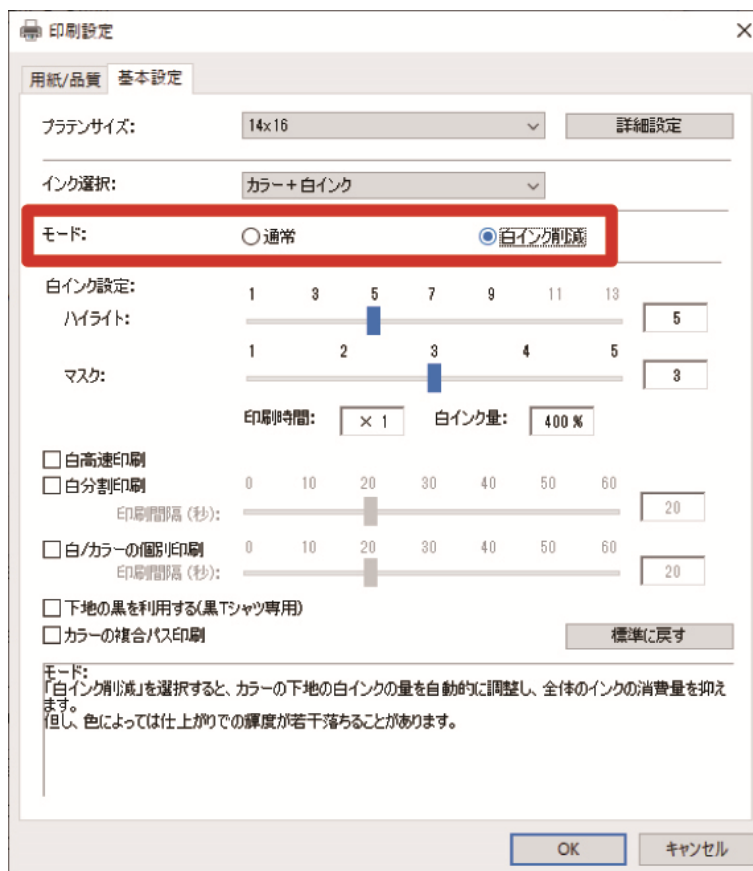 印刷設定
用紙/品質 基本設定
プラテンサイズ: 14x16 詳細設定
インク選択: カラー+白インク
モード: 通常 白インク削減
白インク設定: 1 3 5 7 9 11 13
ハイライト: 5
1 2 3 4 5
マスク: 3
印刷時間: × 1 白インク量: 400 %
白高速印刷
白分割印刷 0 10 20 30 40 50 60
印刷間隔 (秒): 20
白/カラーの個別印刷 0 10 20 30 40 50 60
印刷間隔 (秒): 20
下地の黒を利用する(黒Tシャツ専用)
カラーの複合パス印刷 標準に戻す
モード:
「白インク削減」を選択すると、カラーの下地の白インクの量を自動的に調整し、全体のインクの消費量を抑え
ます。
但し、色によっては仕上がりでの輝度が若干落ちることがあります。
OK キャンセル